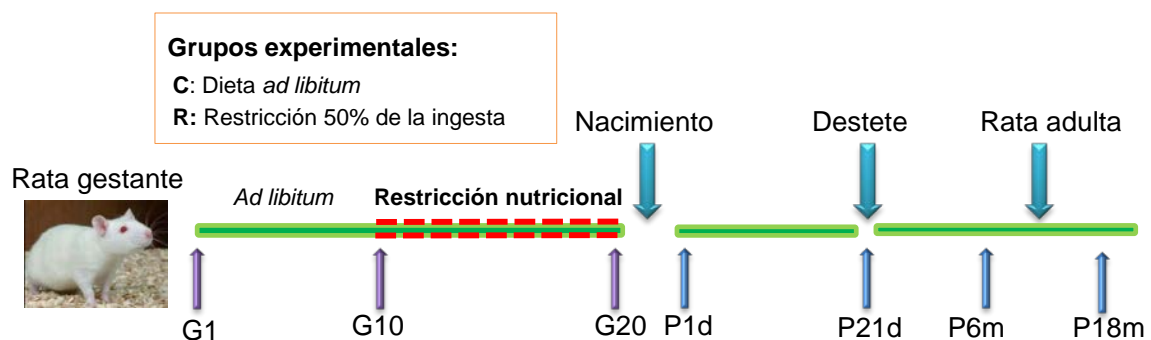 Grupos experimentales:
C: Dieta ad libitum
R: Restricción 50% de la ingesta
Nacimiento
Destete
Rata adulta
Rata gestante
Ad libitum
Restricción nutricional
G1
G10
G20
P1d
P21d
P6m
P18m